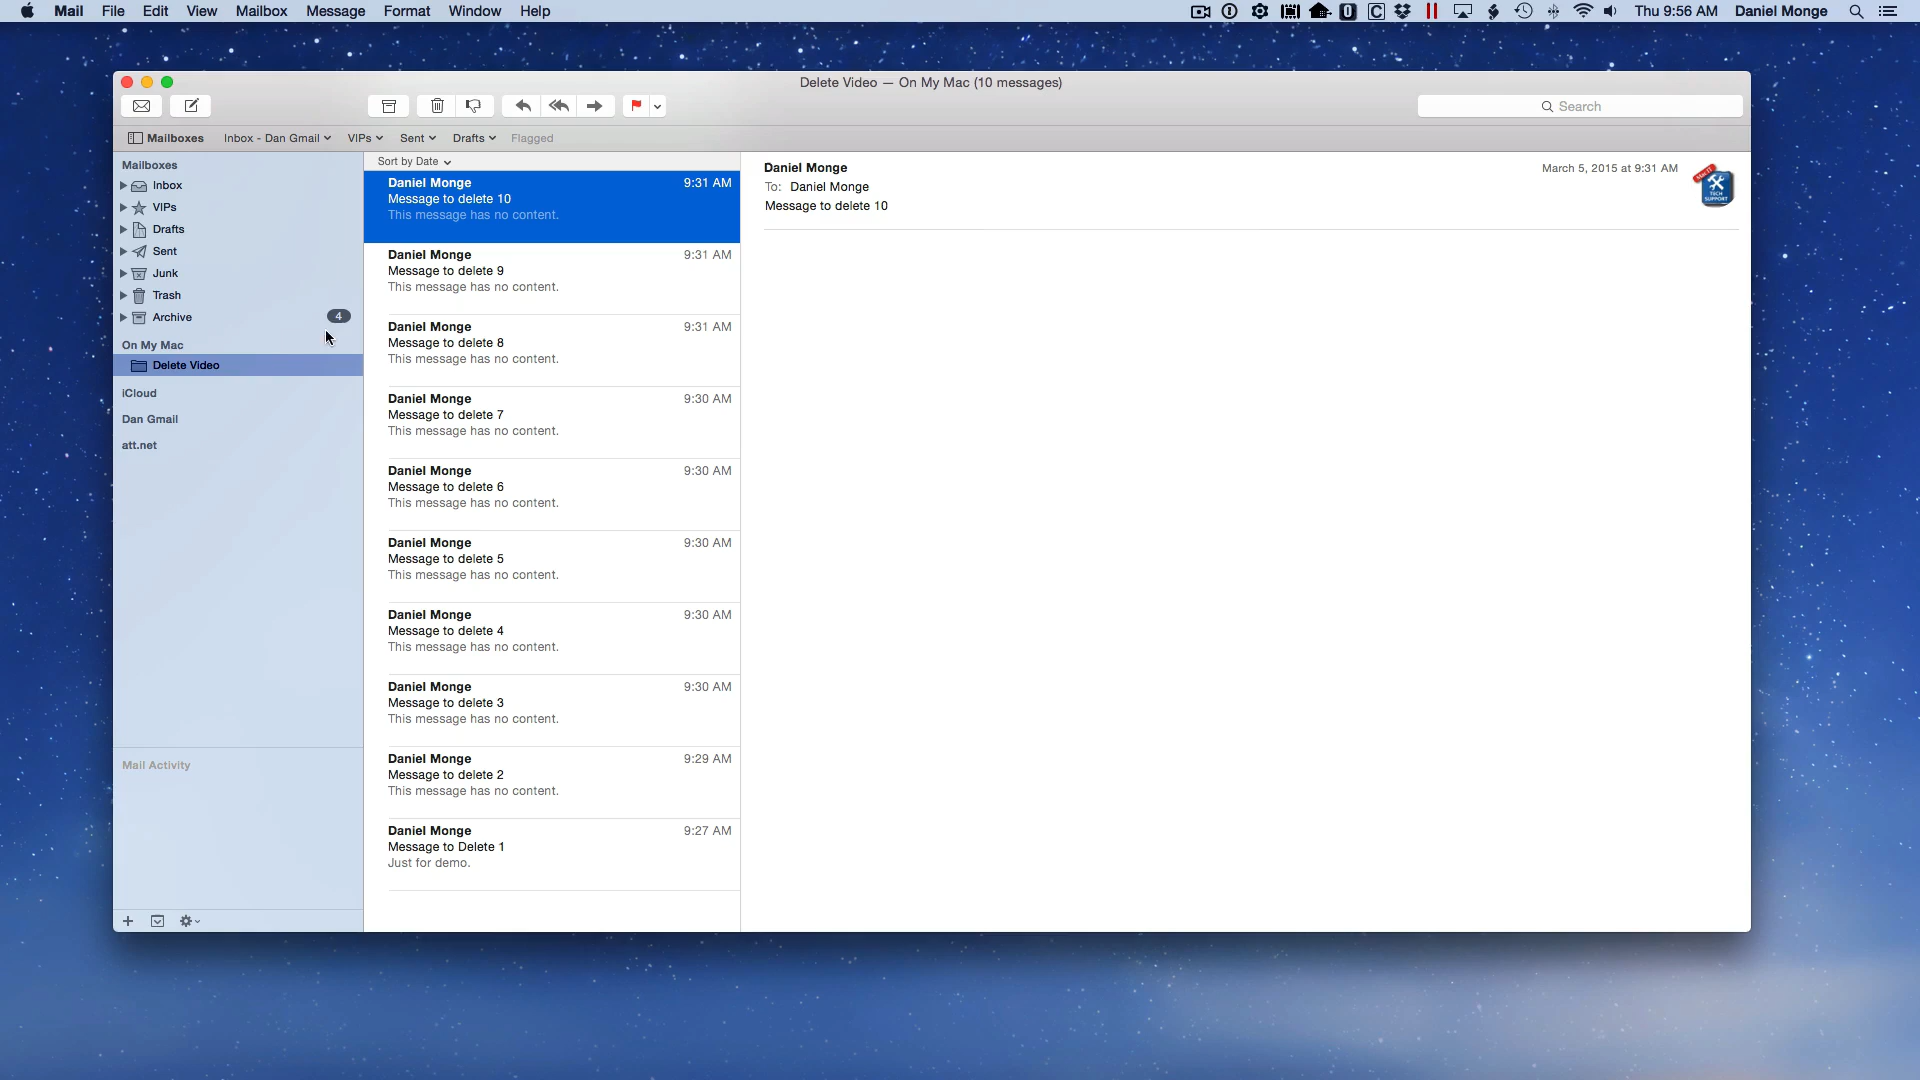 Mail File Edit View Mailbox Message Format Window Help Thu 9:56 AM Daniel Monge
Delete Video — On My Mac (10 messages)
Search
Mailboxes Inbox - Dan Gmail VIPs Sent Drafts Flagged
Mailboxes
Inbox
VIPs
Drafts
Sent
Junk
Trash
Archive 4
On My Mac
Delete Video
iCloud
Dan Gmail
att.net
Mail Activity
Sort by Date
Daniel Monge 9:31 AM
Message to delete 10
This message has no content.
Daniel Monge 9:31 AM
Message to delete 9
This message has no content.
Daniel Monge 9:31 AM
Message to delete 8
This message has no content.
Daniel Monge 9:30 AM
Message to delete 7
This message has no content.
Daniel Monge 9:30 AM
Message to delete 6
This message has no content.
Daniel Monge 9:30 AM
Message to delete 5
This message has no content.
Daniel Monge 9:30 AM
Message to delete 4
This message has no content.
Daniel Monge 9:30 AM
Message to delete 3
This message has no content.
Daniel Monge 9:29 AM
Message to delete 2
This message has no content.
Daniel Monge 9:27 AM
Message to Delete 1
Just for demo.
Daniel Monge March 5, 2015 at 9:31 AM
To: Daniel Monge
Message to delete 10
TECH
SUPPORT